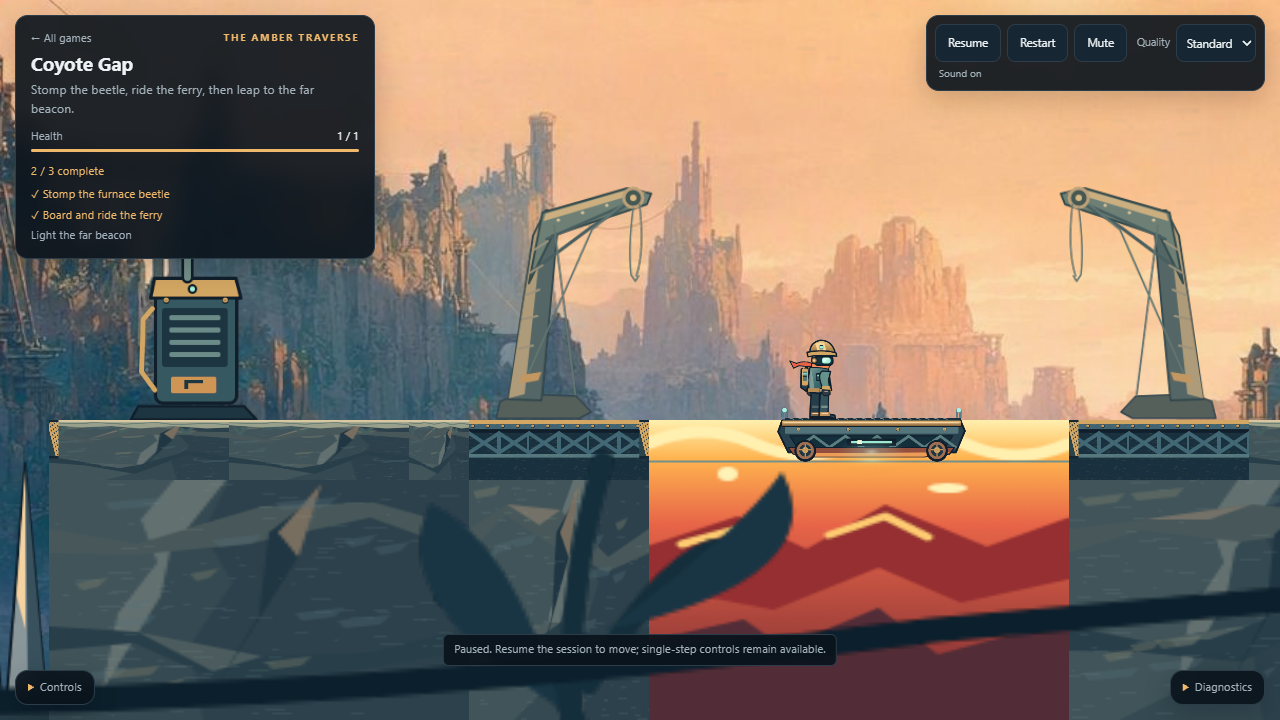 ← All games
THE AMBER TRAVERSE
Coyote Gap
Stomp the beetle, ride the ferry, then leap to the far
beacon.
Health 1 / 1
2 / 3 complete
✓ Stomp the furnace beetle
✓ Board and ride the ferry
Light the far beacon
Resume Restart Mute Quality Standard
Sound on
Paused. Resume the session to move; single-step controls remain available.
Controls
Diagnostics